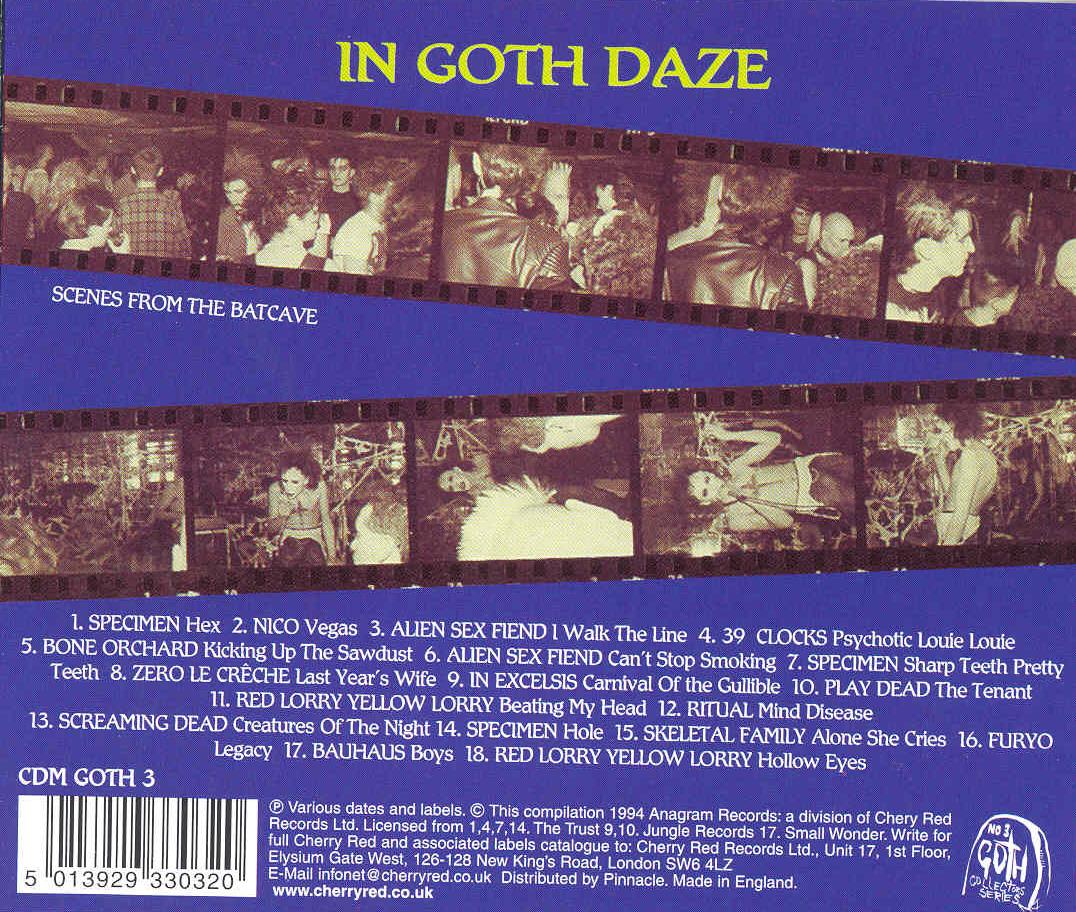 IN GOTH DAZE
SCENES FROM THE BATCAVE
1. SPECIMEN Hex 2. NICO Vegas 3. ALIEN SEX FIEND I Walk The Line 4. 39 CLOCKS Psychotic Louie Louie
5. BONE ORCHARD Kicking Up The Sawdust 6. ALIEN SEX FIEND Can't Stop Smoking 7. SPECIMEN Sharp Teeth Pretty
Teeth 8. ZERO LE CRÊCHE Last Year's Wife 9. IN EXCELSIS Carnival Of the Gullible 10. PLAY DEAD The Tenant
11. RED LORRY YELLOW LORRY Beating My Head 12. RITUAL Mind Disease
13. SCREAMING DEAD Creatures Of The Night 14. SPECIMEN Hole 15. SKELETAL FAMILY Alone She Cries 16. FURYO
Legacy 17. BAUHAUS Boys 18. RED LORRY YELLOW LORRY Hollow Eyes
CDM GOTH 3
5 013929 330320
℗ Various dates and labels. © This compilation 1994 Anagram Records: a division of Chery Red
Records Ltd. Licensed from 1,4,7,14. The Trust 9,10. Jungle Records 17. Small Wonder. Write for
full Cherry Red and associated labels catalogue to: Cherry Red Records Ltd., Unit 17, 1st Floor,
Elysium Gate West, 126-128 New King's Road, London SW6 4LZ
E-Mail infonet@cherryred.co.uk Distributed by Pinnacle. Made in England.
www.cherryred.co.uk
NO 3
GOTH
COLLECTORS
SERIES